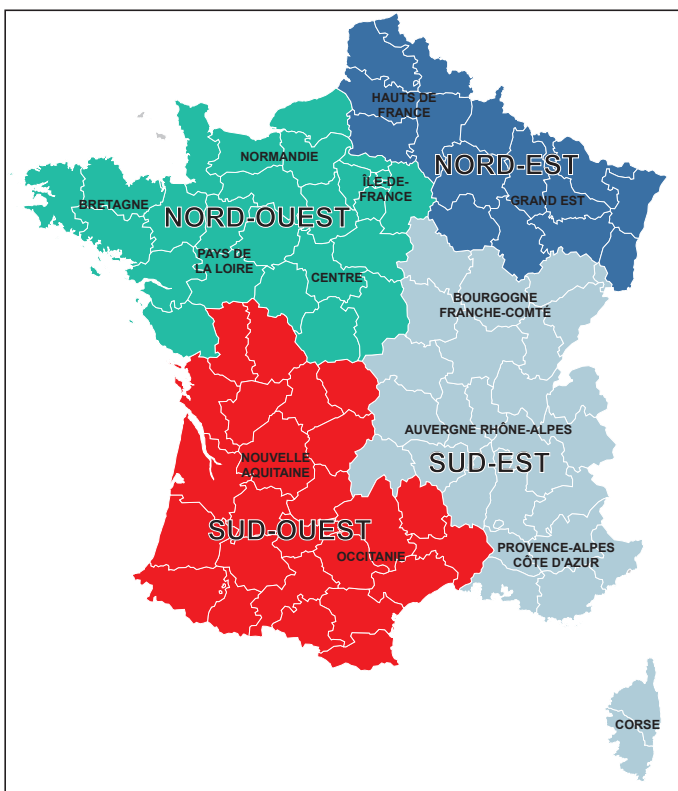 HAUTS DE
FRANCE
NORD-EST
NORMANDIE
ÎLE-DE-
FRANCE
BRETAGNE
GRAND EST
NORD-OUEST
PAYS DE
LA LOIRE
CENTRE
BOURGOGNE
FRANCHE-COMTÉ
AUVERGNE RHÔNE-ALPES
SUD-EST
NOUVELLE
AQUITAINE
SUD-OUEST
OCCITANIE
PROVENCE-ALPES
CÔTE D'AZUR
CORSE